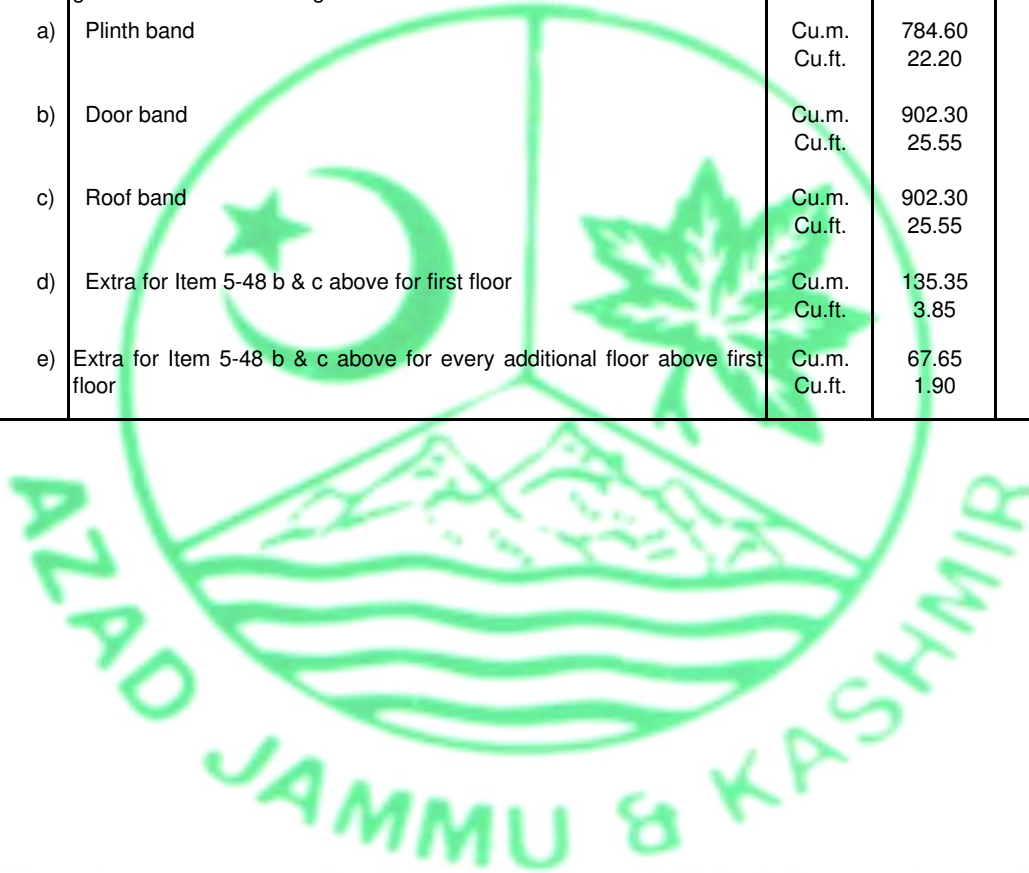 a) Plinth band Cu.m. 784.60
Cu.ft. 22.20
b) Door band Cu.m. 902.30
Cu.ft. 25.55
c) Roof band Cu.m. 902.30
Cu.ft. 25.55
d) Extra for Item 5-48 b & c above for first floor Cu.m. 135.35
Cu.ft. 3.85
e) Extra for Item 5-48 b & c above for every additional floor above first Cu.m. 67.65
floor Cu.ft. 1.90
AZAD JAMMU & KASHMIR